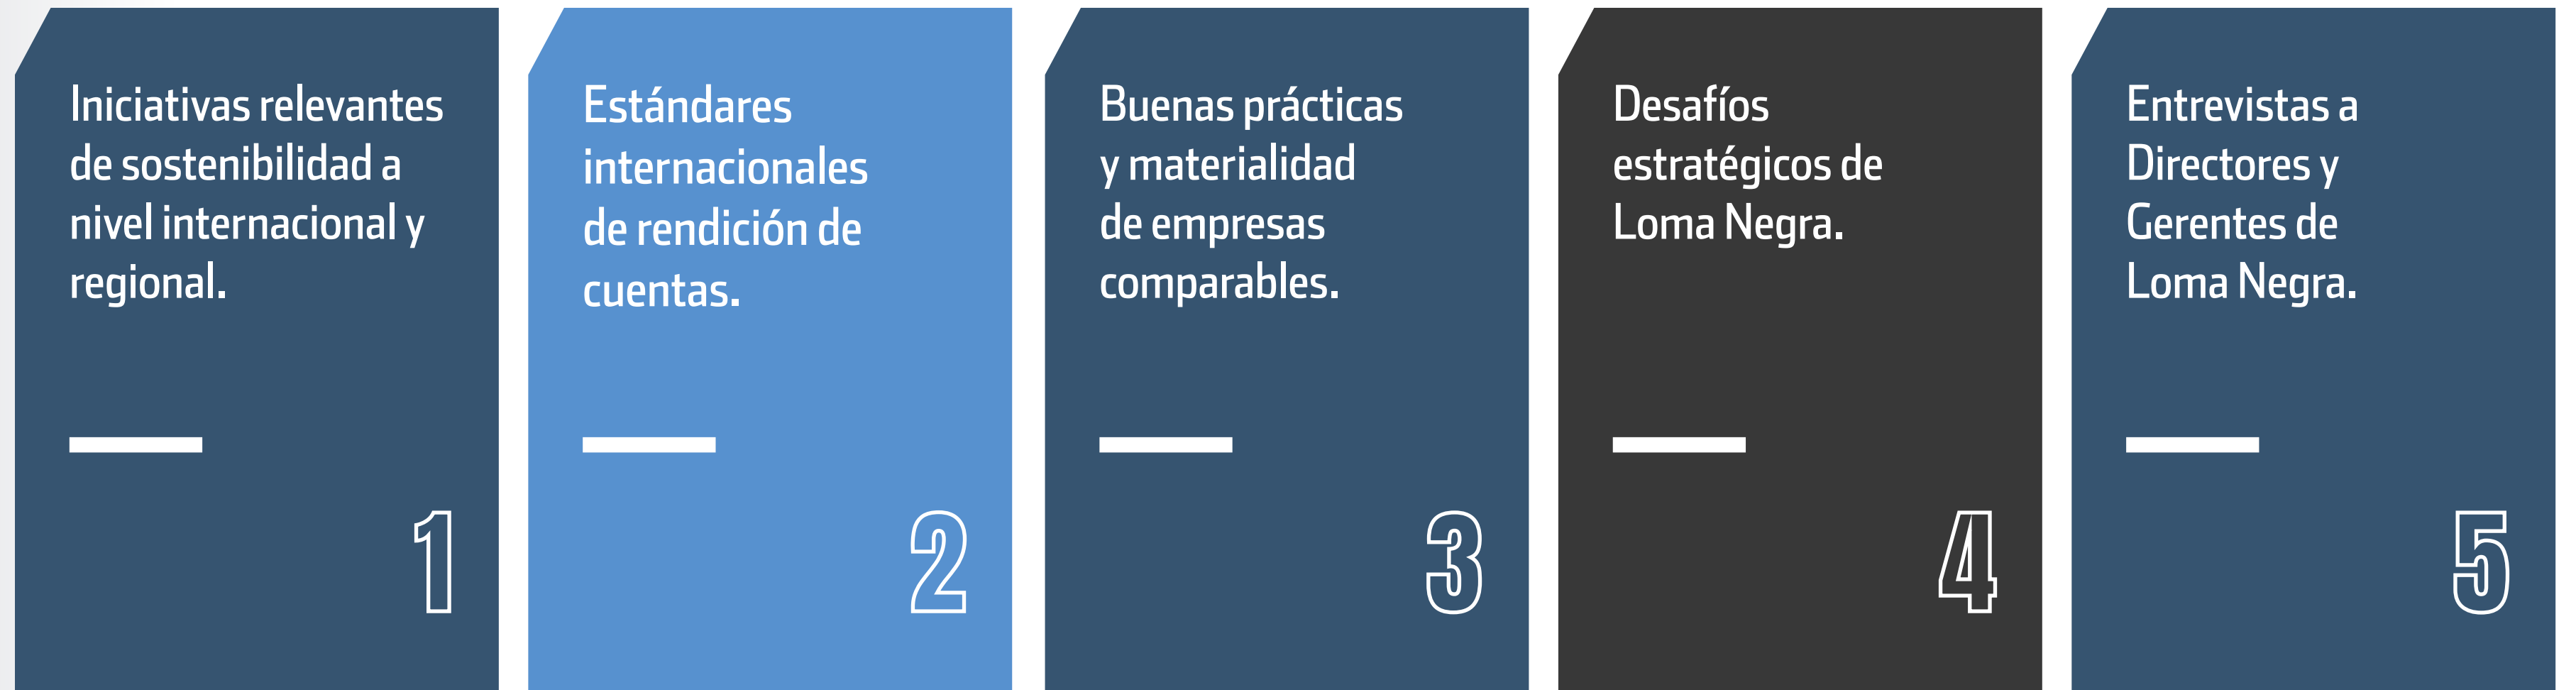 Iniciativas relevantes
de sostenibilidad a
nivel internacional y
regional.
1
Estándares
internacionales
de rendición de
cuentas.
2
Buenas prácticas
y materialidad
de empresas
comparables.
3
Desafíos
estratégicos de
Loma Negra.
4
Entrevistas a
Directores y
Gerentes de
Loma Negra.
5